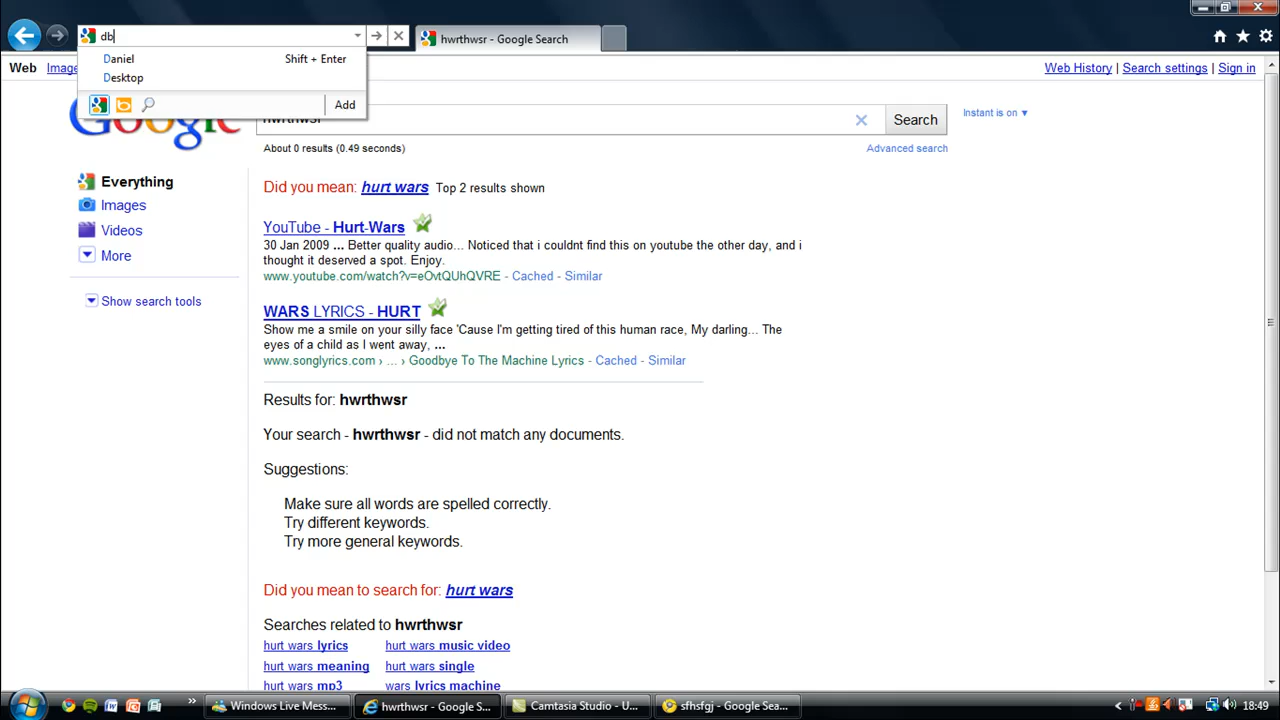 db
hwrthwsr - Google Search
Daniel Shift + Enter
Desktop
Add
Web
Web History | Search settings | Sign in
Google
hwrthwsr
Search
Instant is on ▼
About 0 results (0.49 seconds)
Advanced search
Everything
Images
Videos
More
Show search tools
Did you mean: hurt wars Top 2 results shown
YouTube - Hurt-Wars
30 Jan 2009 ... Better quality audio... Noticed that i couldnt find this on youtube the other day, and i
thought it deserved a spot. Enjoy.
www.youtube.com/watch?v=eOvtQUhQVRE - Cached - Similar
WARS LYRICS - HURT
Show me a smile on your silly face 'Cause I'm getting tired of this human race, My darling... The
eyes of a child as I went away, ...
www.songlyrics.com › ... › Goodbye To The Machine Lyrics - Cached - Similar
Results for: hwrthwsr
Your search - hwrthwsr - did not match any documents.
Suggestions:
Make sure all words are spelled correctly.
Try different keywords.
Try more general keywords.
Did you mean to search for: hurt wars
Searches related to hwrthwsr
hurt wars lyrics hurt wars music video
hurt wars meaning hurt wars single
hurt wars mp3 wars lyrics machine
Windows Live Mess...
hwrthwsr - Google S...
Camtasia Studio - U...
sfhsfgj - Google Sea...
18:49